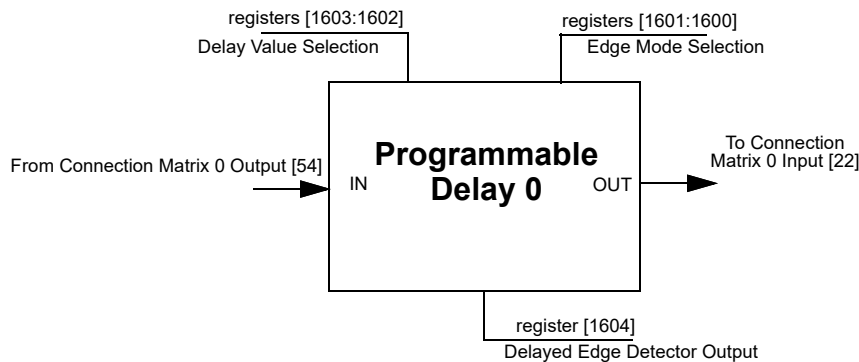 registers [1603:1602]
Delay Value Selection
registers [1601:1600]
Edge Mode Selection
From Connection Matrix 0 Output [54]
IN
Programmable
Delay 0
OUT
To Connection
Matrix 0 Input [22]
register [1604]
Delayed Edge Detector Output